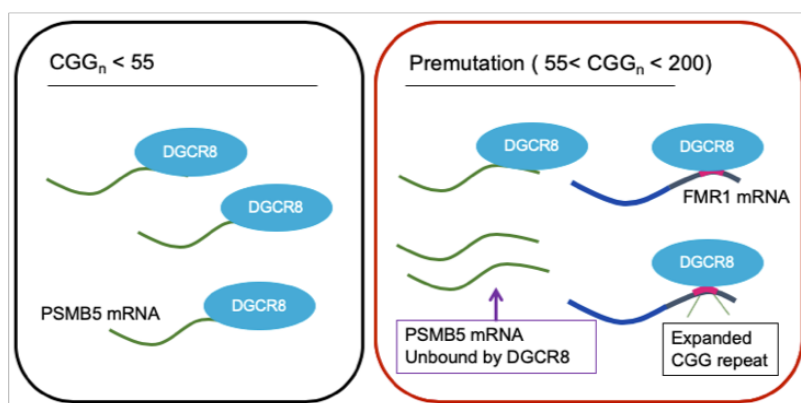 CGGn < 55
DGCR8
DGCR8
PSMB5 mRNA
DGCR8
Premutation ( 55< CGGn < 200)
DGCR8
DGCR8
FMR1 mRNA
DGCR8
PSMB5 mRNA
Unbound by DGCR8
Expanded
CGG repeat